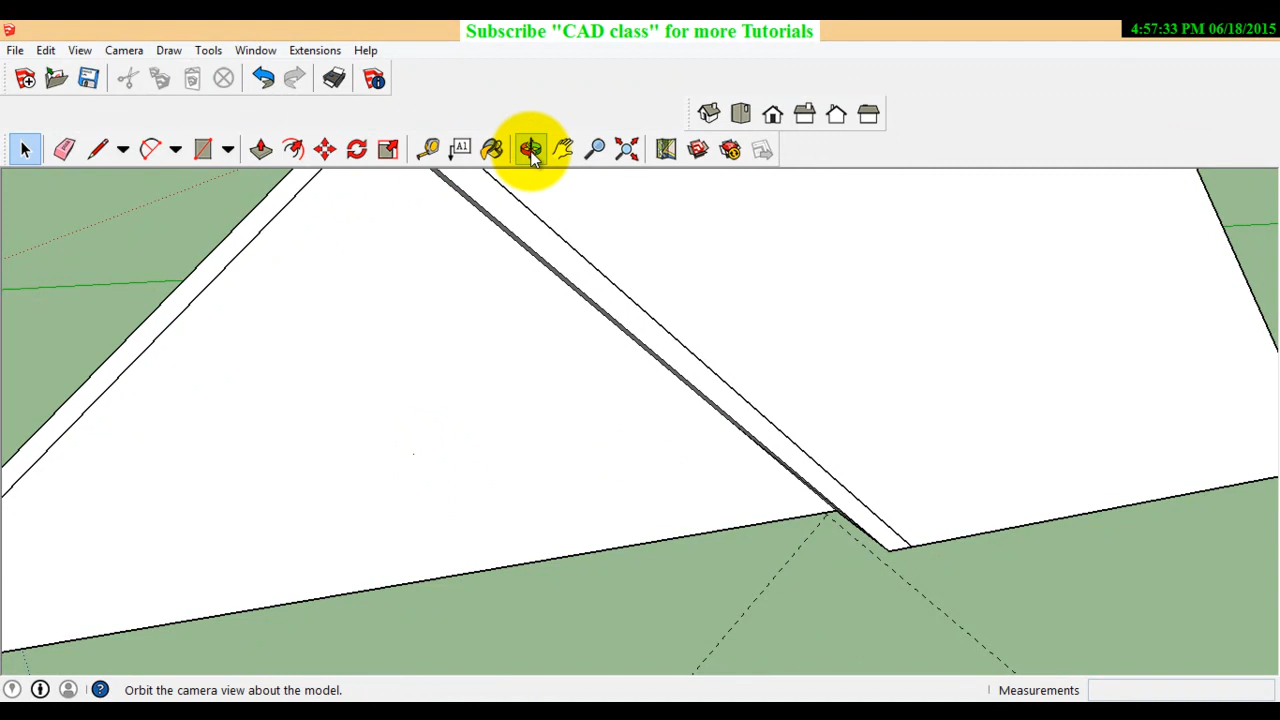 Subscribe "CAD class" for more Tutorials
4:57:33 PM 06/18/2015
File Edit View Camera Draw Tools Window Extensions Help
A1
Orbit the camera view about the model.
Measurements